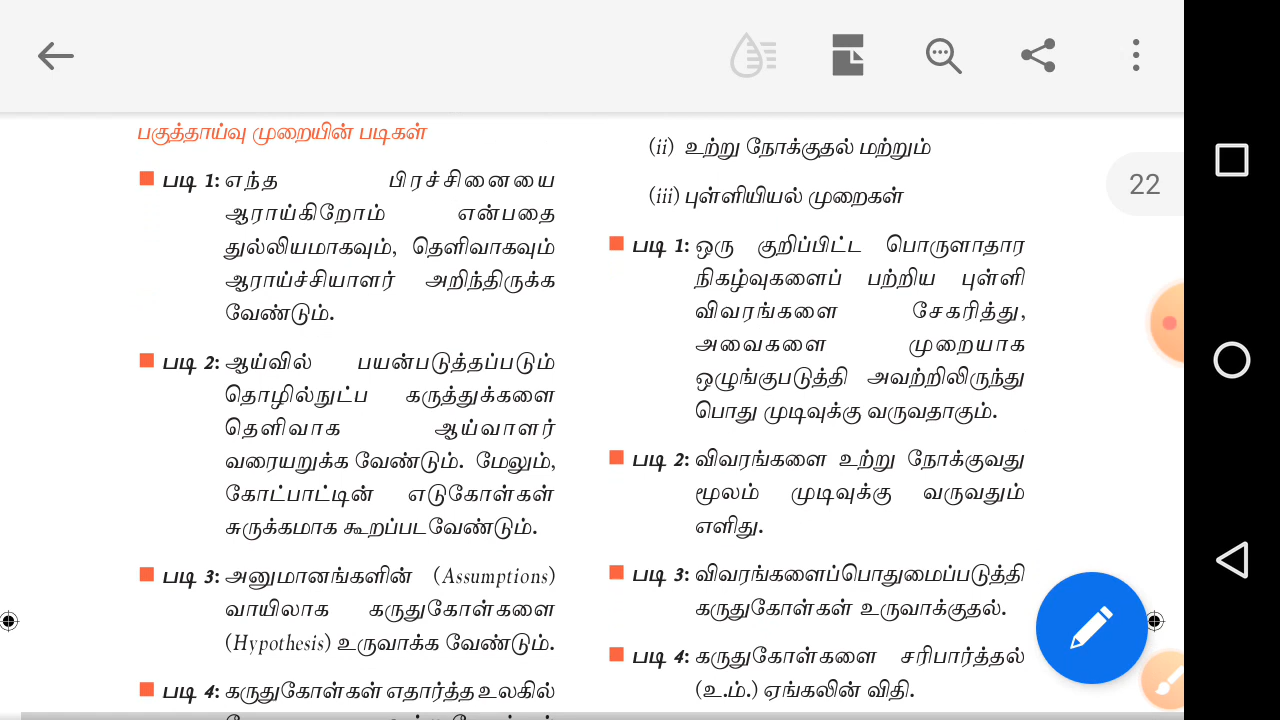 பகுத்தாய்வு முறையின் படிகள்
படி 1: எந்த பிரச்சினையை
ஆராய்கிறோம் என்பதை
துல்லியமாகவும், தெளிவாகவும்
ஆராய்ச்சியாளர் அறிந்திருக்க
வேண்டும்.
படி 2: ஆய்வில் பயன்படுத்தப்படும்
தொழில்நுட்ப கருத்துக்களை
தெளிவாக ஆய்வாளர்
வரையறுக்க வேண்டும். மேலும்,
கோட்பாட்டின் எடுகோள்கள்
சுருக்கமாக கூறப்படவேண்டும்.
படி 3: அனுமானங்களின் (Assumptions)
வாயிலாக கருதுகோள்களை
(Hypothesis) உருவாக்க வேண்டும்.
படி 4: கருதுகோள்கள் எதார்த்த உலகில்
(ii) உற்று நோக்குதல் மற்றும்
(iii) புள்ளியியல் முறைகள்
படி 1: ஒரு குறிப்பிட்ட பொருளாதார
நிகழ்வுகளைப் பற்றிய புள்ளி
விவரங்களை சேகரித்து,
அவைகளை முறையாக
ஒழுங்குபடுத்தி அவற்றிலிருந்து
பொது முடிவுக்கு வருவதாகும்.
படி 2: விவரங்களை உற்று நோக்குவது
மூலம் முடிவுக்கு வருவதும்
எளிது.
படி 3: விவரங்களைப்பொதுமைப்படுத்தி
கருதுகோள்கள் உருவாக்குதல்.
படி 4: கருதுகோள்களை சரிபார்த்தல்
(உ.ம்.) ஏங்கலின் விதி.
22